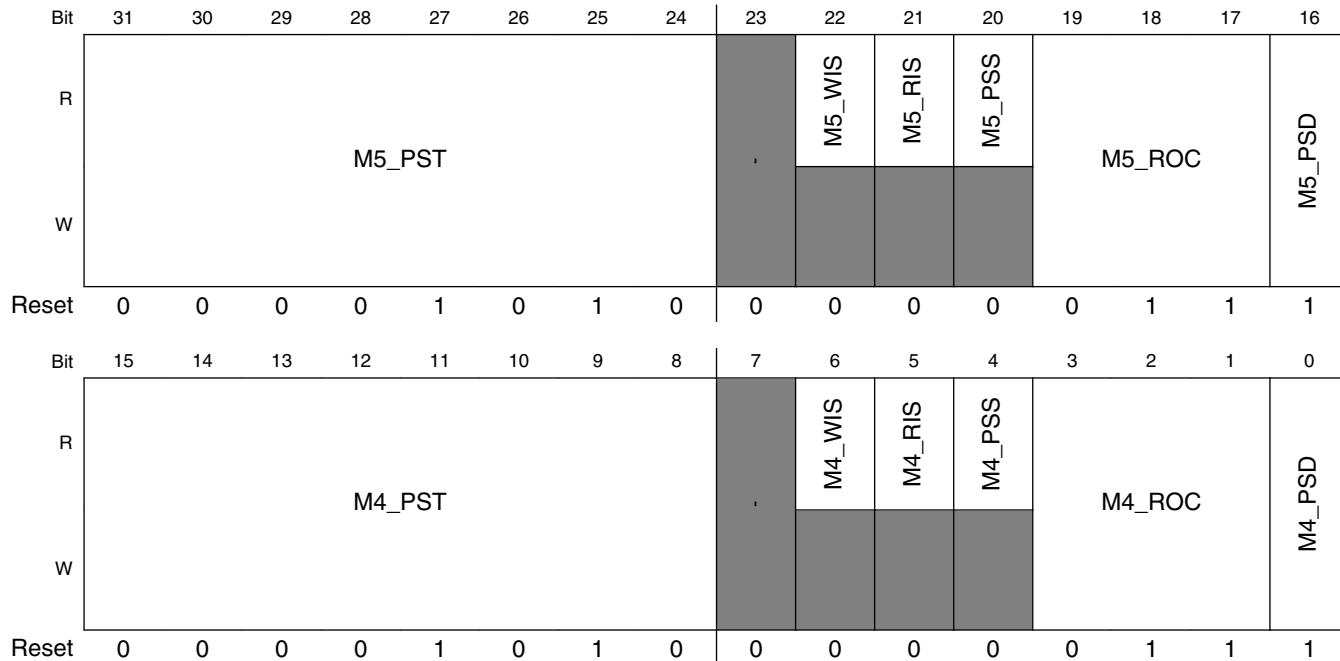 Bit 31 30 29 28 27 26 25 24 23 22 21 20 19 18 17 16
R
W
M5_PST - M5_WIS M5_RIS M5_PSS M5_ROC M5_PSD
Reset 0 0 0 0 1 0 1 0 0 0 0 0 0 1 1 1
Bit 15 14 13 12 11 10 9 8 7 6 5 4 3 2 1 0
R
W
M4_PST - M4_WIS M4_RIS M4_PSS M4_ROC M4_PSD
Reset 0 0 0 0 1 0 1 0 0 0 0 0 0 1 1 1